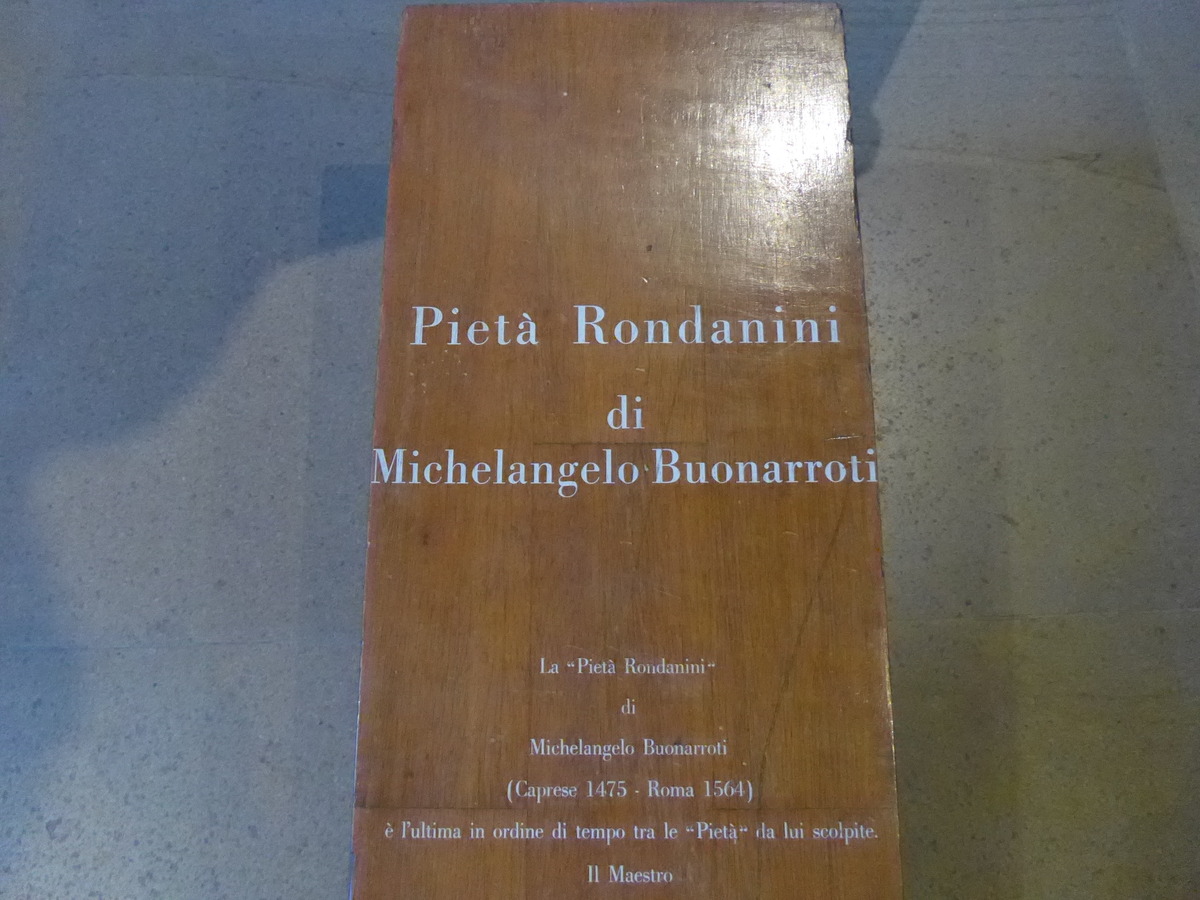 Pietà Rondanini
di
Michelangelo Buonarroti
La “Pietà Rondanini“
di
Michelangelo Buonarroti
(Caprese 1475 - Roma 1564)
è l'ultima in ordine di tempo tra le “Pietà“ da lui scolpite.
Il Maestro